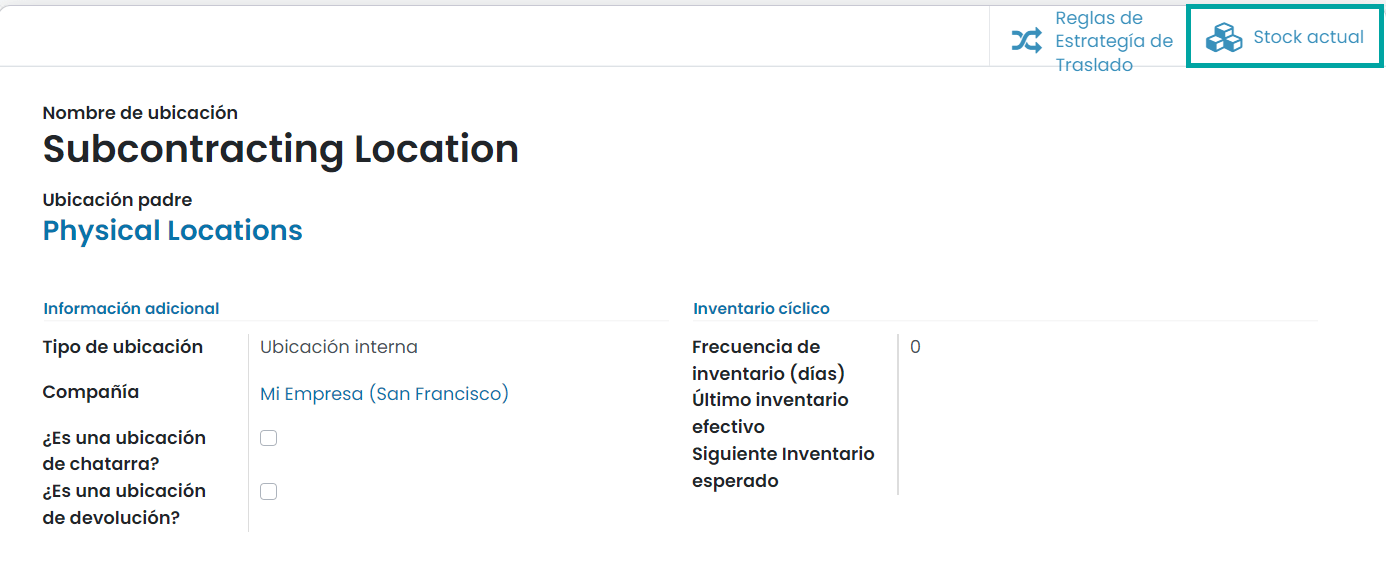 Reglas de
Estrategía de
Traslado
Stock actual
Nombre de ubicación
Subcontracting Location
Ubicación padre
Physical Locations
Información adicional
Tipo de ubicación
Ubicación interna
Compañía
Mi Empresa (San Francisco)
¿Es una ubicación
de chatarra?
¿Es una ubicación
de devolución?
Inventario cíclico
Frecuencia de
inventario (días)
0
Último inventario
efectivo
Siguiente Inventario
esperado